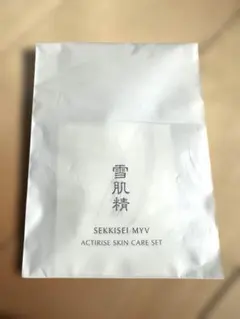 雪肌精
SEKKISEI MYV
ACTIRISE SKIN CARE SET